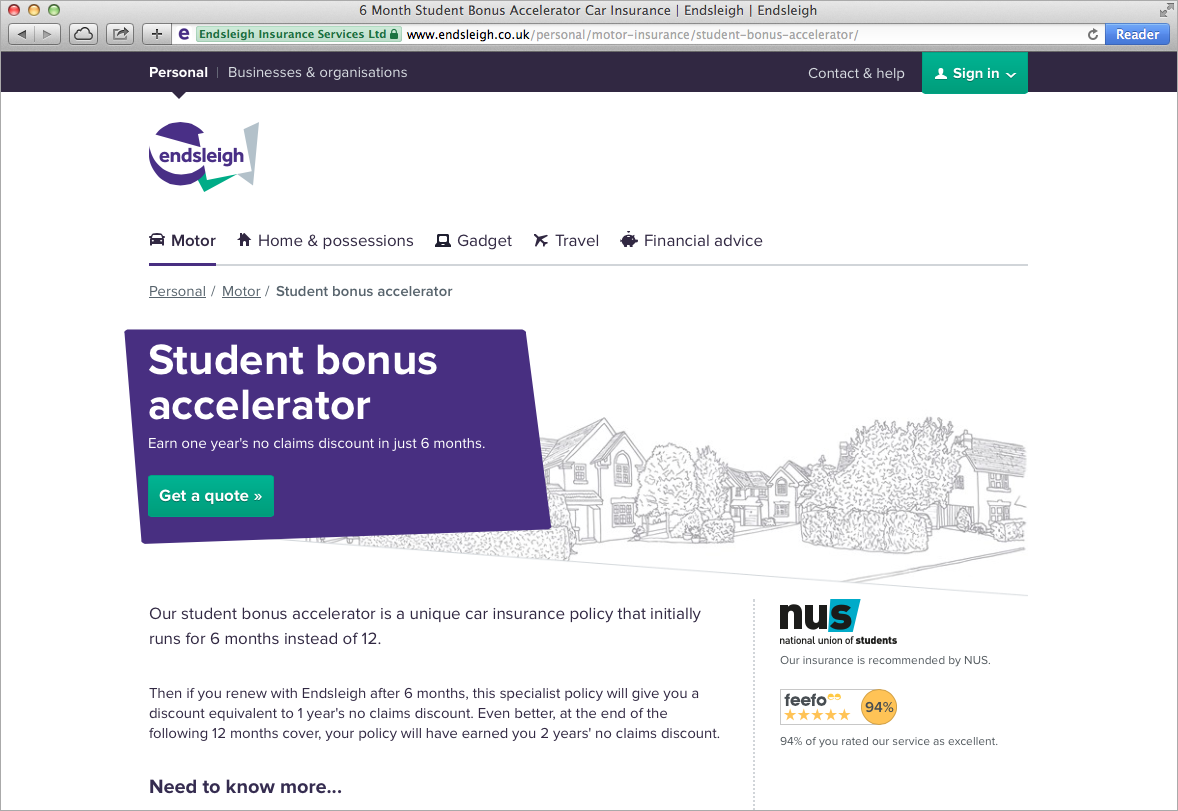 6 Month Student Bonus Accelerator Car Insurance | Endsleigh | Endsleigh
e Endsleigh Insurance Services Ltd www.endsleigh.co.uk/personal/motor-insurance/student-bonus-accelerator/ Reader
Personal | Businesses & organisations Contact & help Sign in
endsleigh
Motor Home & possessions Gadget Travel Financial advice
Personal / Motor / Student bonus accelerator
Student bonus
accelerator
Earn one year's no claims discount in just 6 months.
Get a quote »
Our student bonus accelerator is a unique car insurance policy that initially
runs for 6 months instead of 12.
Then if you renew with Endsleigh after 6 months, this specialist policy will give you a
discount equivalent to 1 year's no claims discount. Even better, at the end of the
following 12 months cover, your policy will have earned you 2 years' no claims discount.
Need to know more...
nus
national union of students
Our insurance is recommended by NUS.
feefo
94%
94% of you rated our service as excellent.